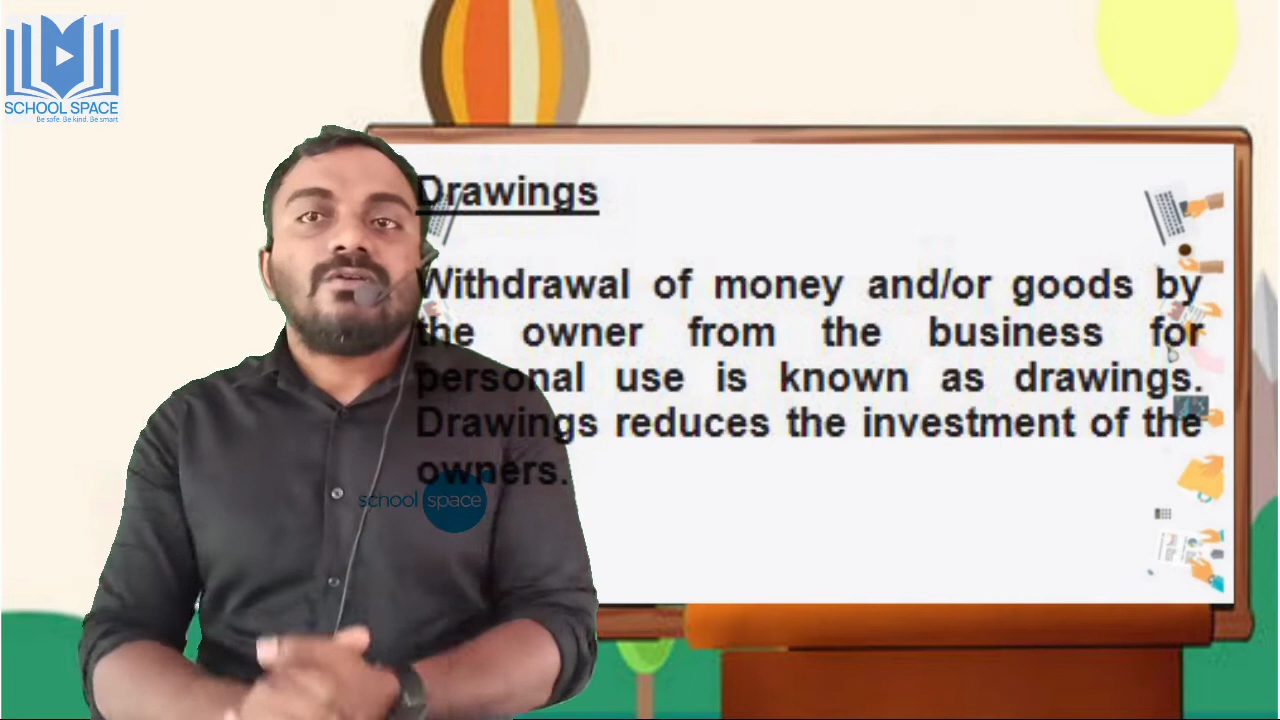 SCHOOL SPACE
Be safe. Be kind. Be smart
Drawings
Withdrawal of money and/or goods by
the owner from the business for
personal use is known as drawings.
Drawings reduces the investment of the
owners.
school space